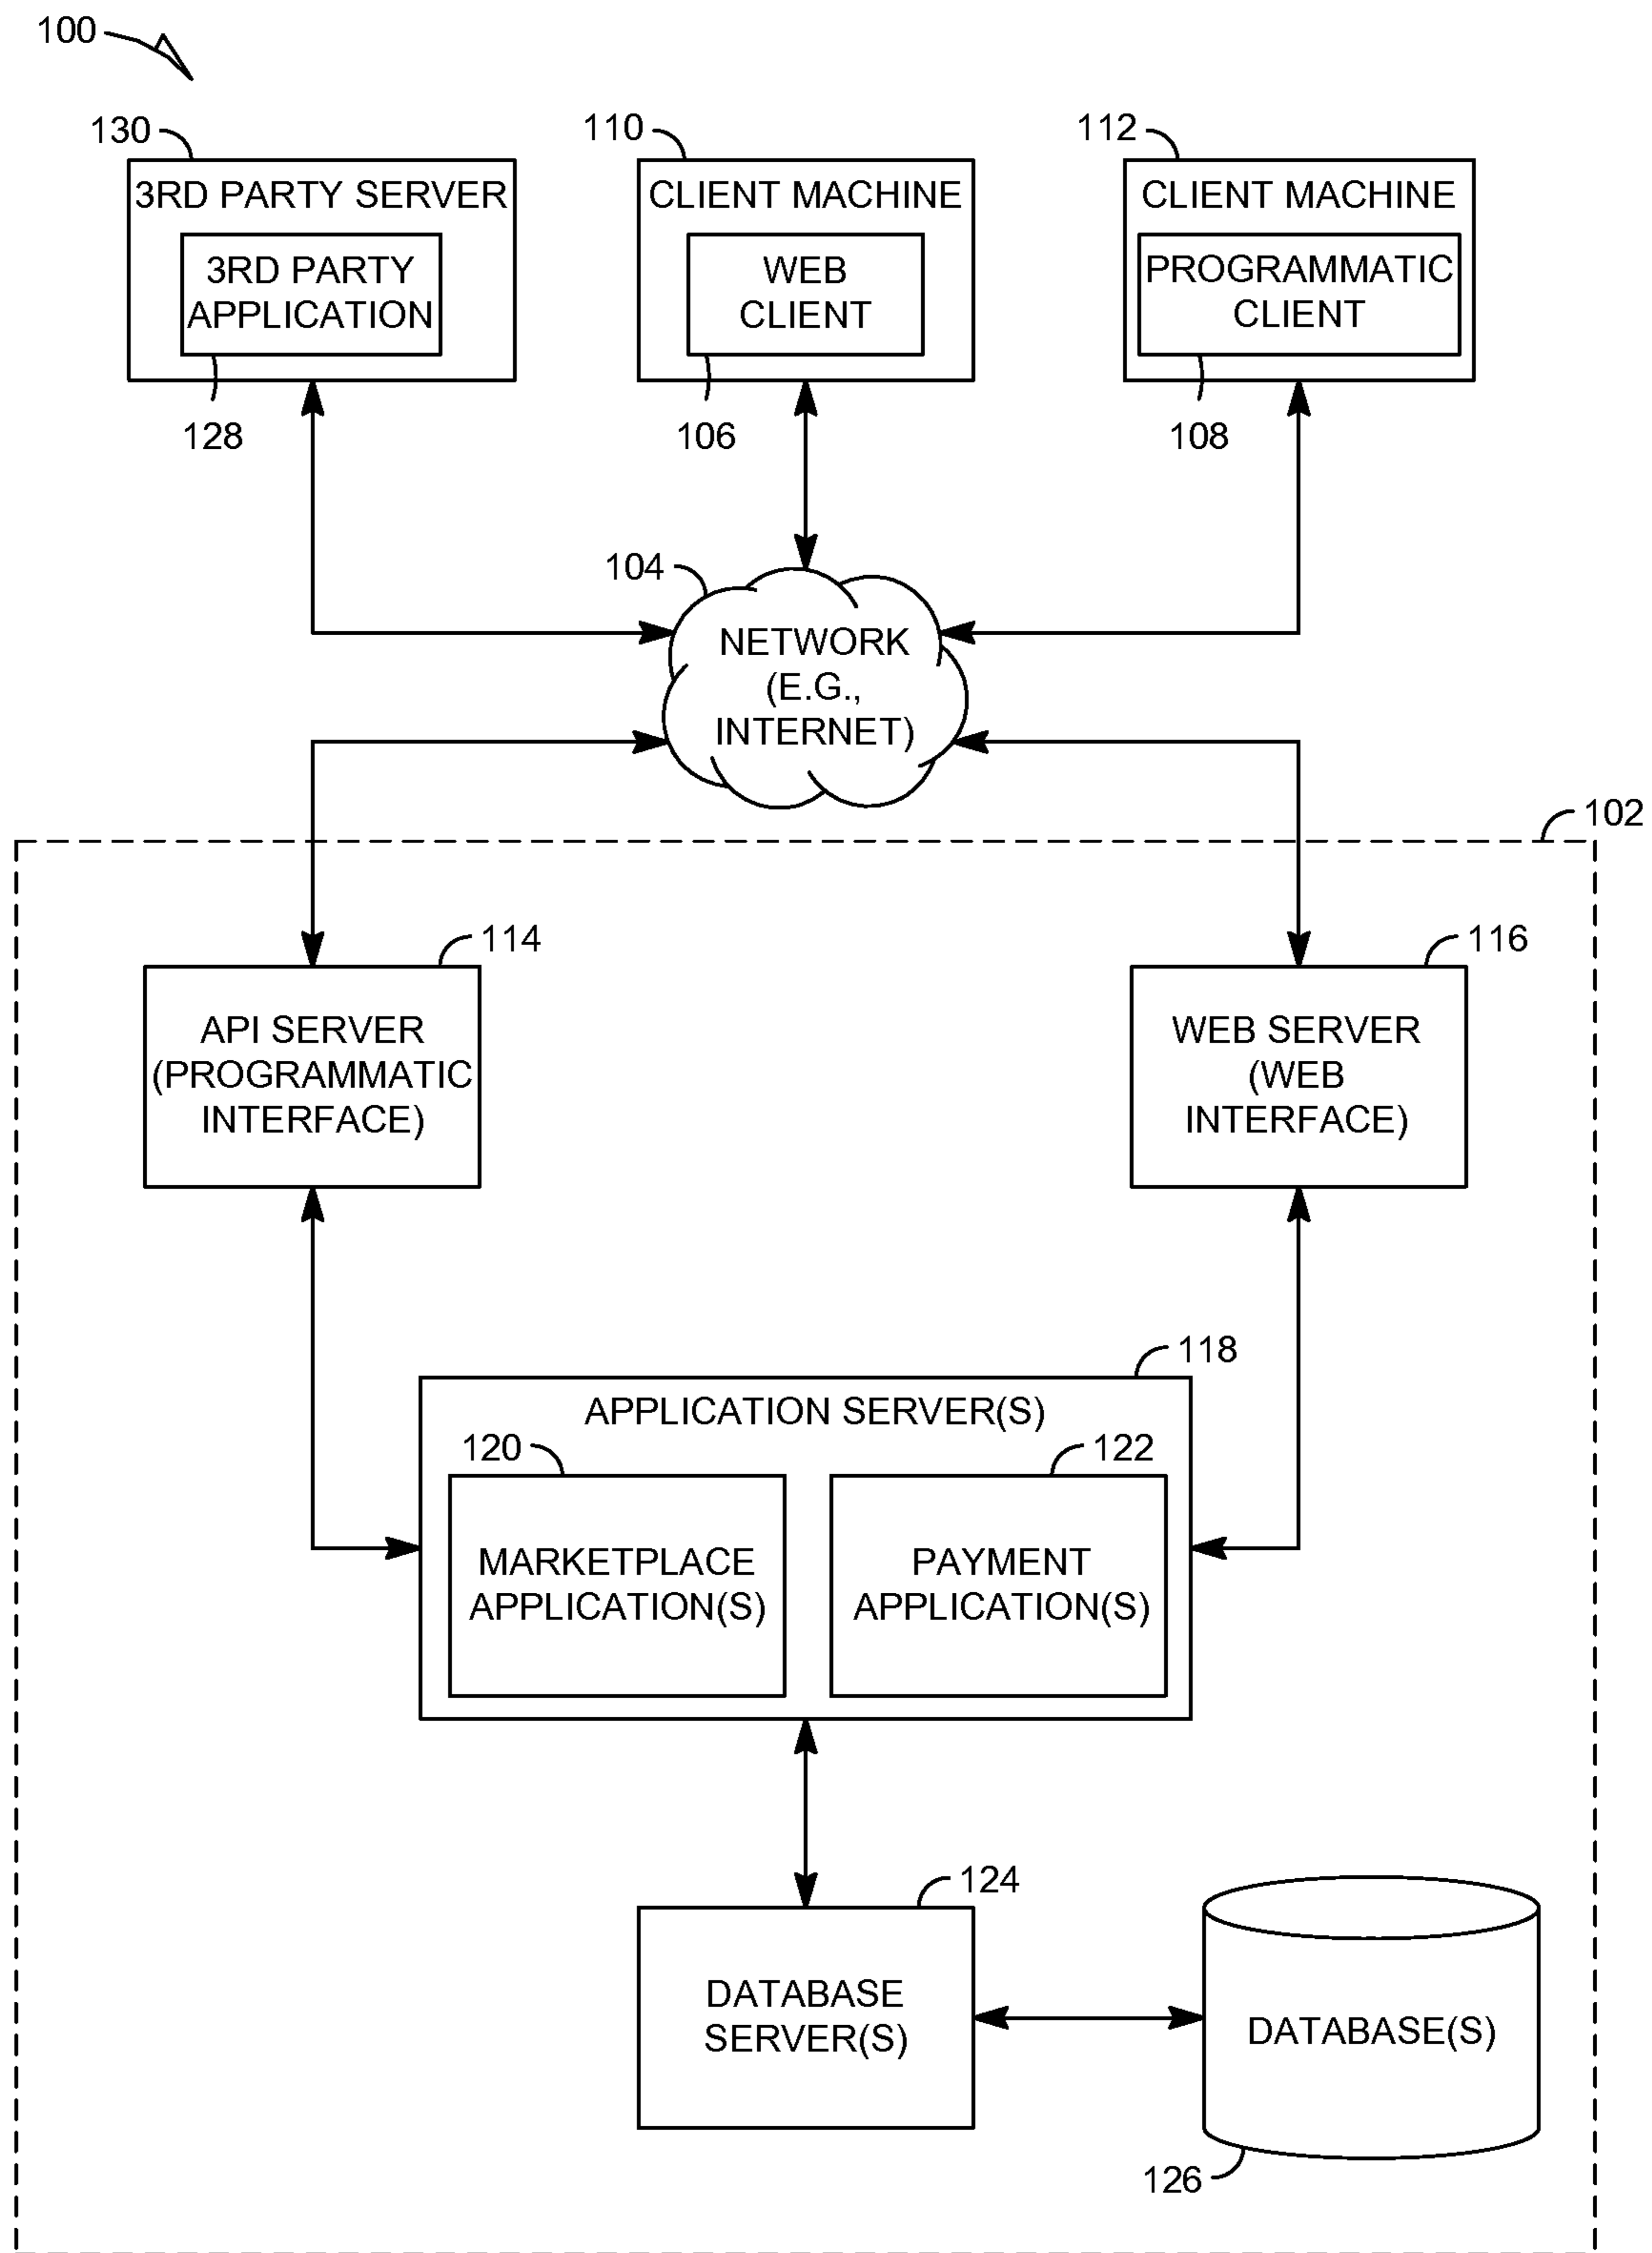 100
130
3RD PARTY SERVER
3RD PARTY
APPLICATION
128
110
CLIENT MACHINE
WEB
CLIENT
106
112
CLIENT MACHINE
PROGRAMMATIC
CLIENT
108
104
NETWORK
(E.G.,
INTERNET)
102
114
API SERVER
(PROGRAMMATIC
INTERFACE)
116
WEB SERVER
(WEB
INTERFACE)
118
APPLICATION SERVER(S)
120
MARKETPLACE
APPLICATION(S)
122
PAYMENT
APPLICATION(S)
124
DATABASE
SERVER(S)
DATABASE(S)
126